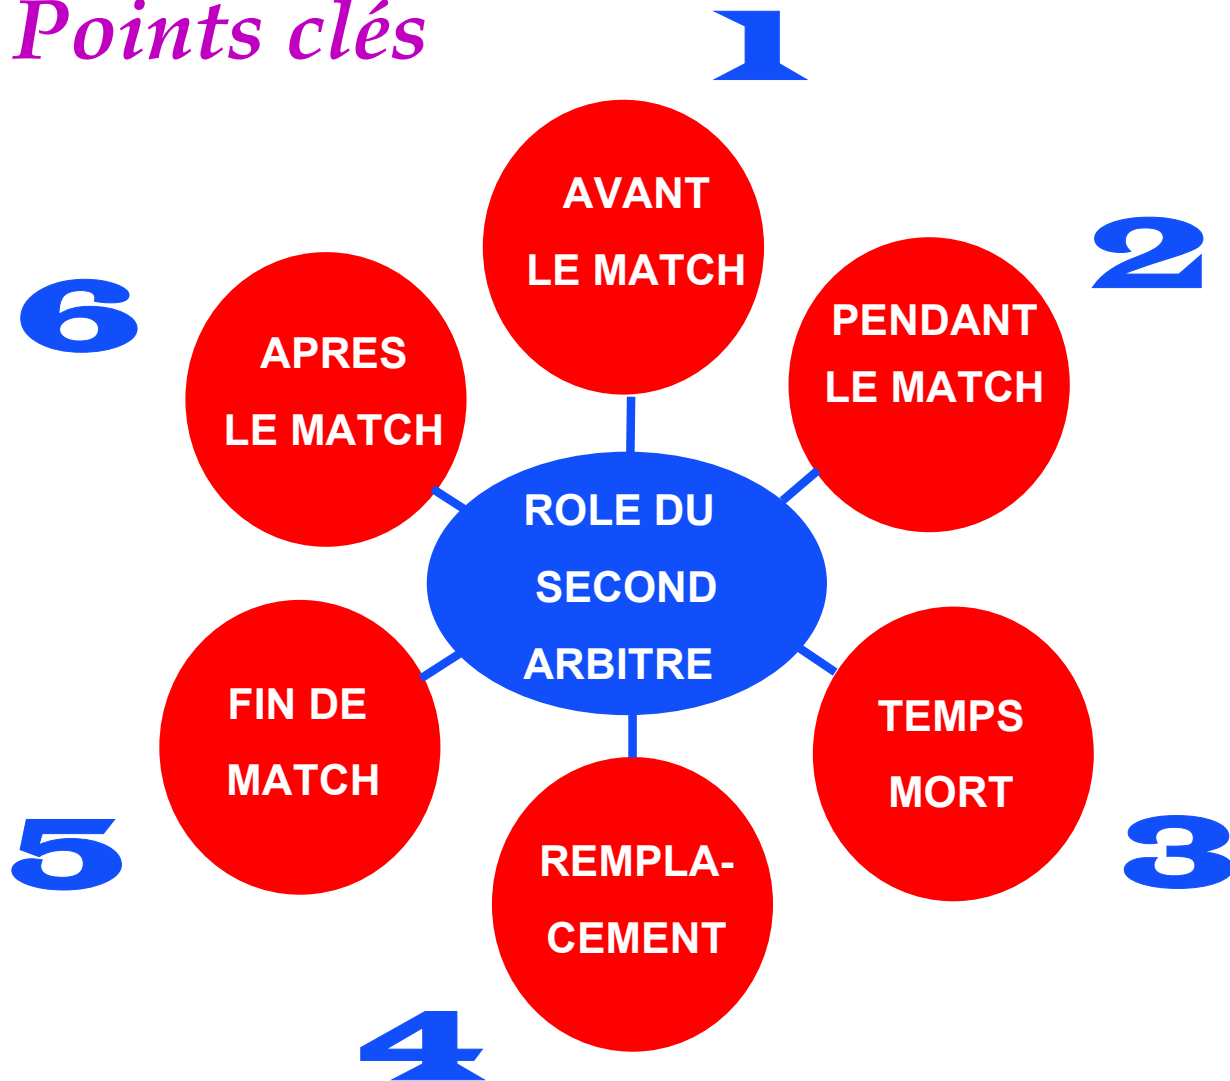 Points clés
1
AVANT
LE MATCH
2
PENDANT
LE MATCH
6
APRES
LE MATCH
ROLE DU
SECOND
ARBITRE
FIN DE
MATCH
5
TEMPS
MORT
3
REMPLA-
CEMENT
4